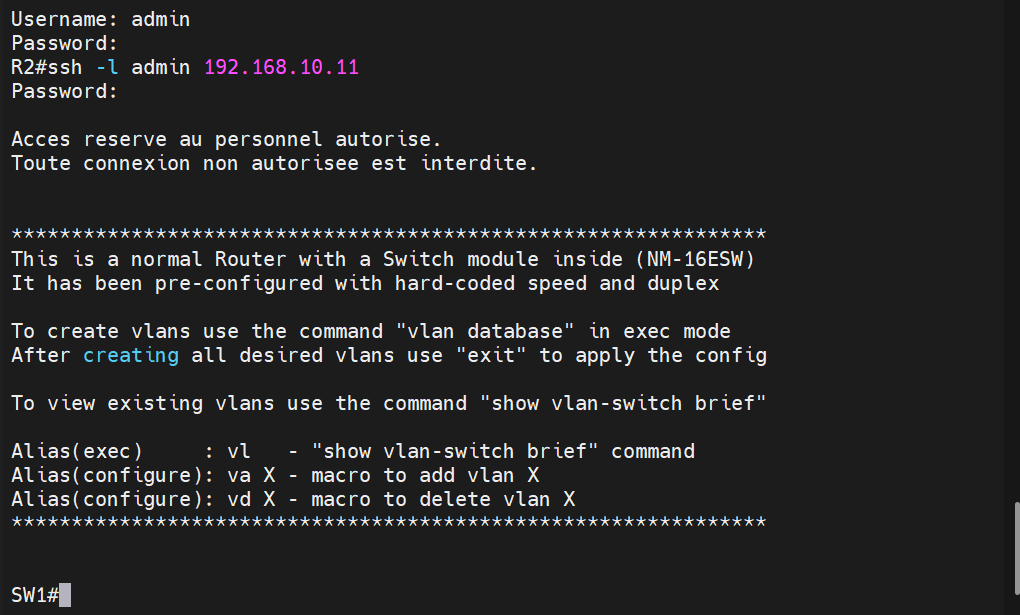 Username: admin
Password:
R2#ssh -l admin 192.168.10.11
Password:
Acces reserve au personnel autorise.
Toute connexion non autorisee est interdite.
***************************************************************
This is a normal Router with a Switch module inside (NM-16ESW)
It has been pre-configured with hard-coded speed and duplex
To create vlans use the command "vlan database" in exec mode
After creating all desired vlans use "exit" to apply the config
To view existing vlans use the command "show vlan-switch brief"
Alias(exec)     : vl   - "show vlan-switch brief" command
Alias(configure): va X - macro to add vlan X
Alias(configure): vd X - macro to delete vlan X
***************************************************************
SW1#